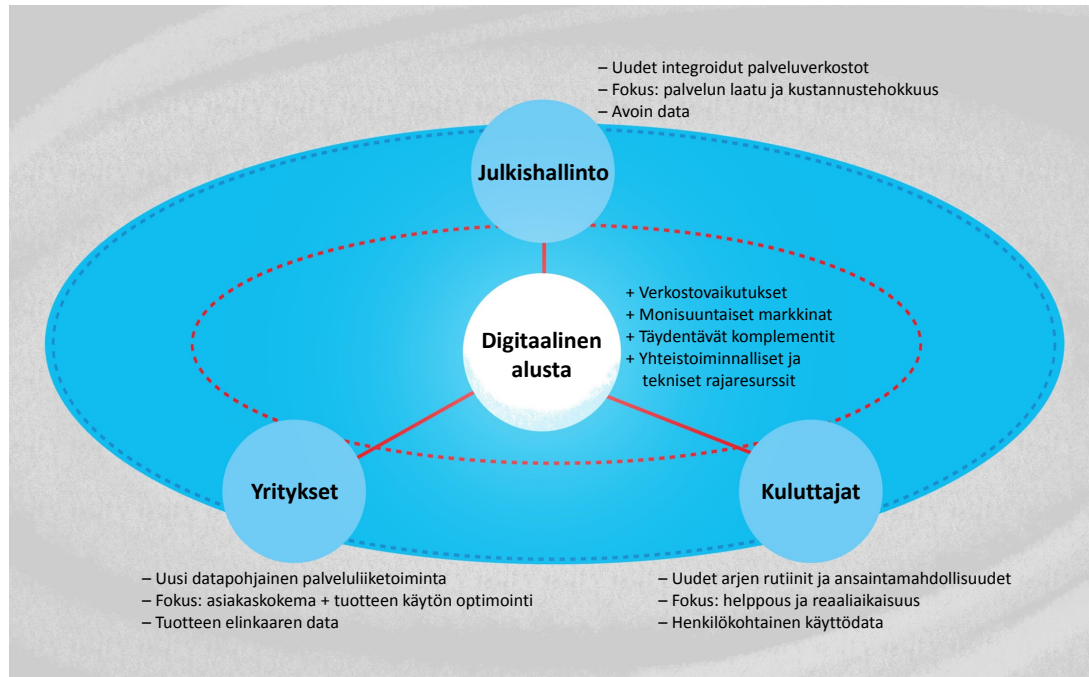 – Uudet integroidut palveluverkostot
– Fokus: palvelun laatu ja kustannustehokkuus
– Avoin data
Julkishallinto
Digitaalinen
alusta
+ Verkostovaikutukset
+ Monisuuntaiset markkinat
+ Täydentävät komplementit
+ Yhteistoiminnalliset ja
tekniset rajaresurssit
Yritykset
– Uusi datapohjainen palveluliiketoiminta
– Fokus: asiakaskokema + tuotteen käytön optimointi
– Tuotteen elinkaaren data
Kuluttajat
– Uudet arjen rutiinit ja ansaintamahdollisuudet
– Fokus: helppous ja reaaliaikaisuus
– Henkilökohtainen käyttödata